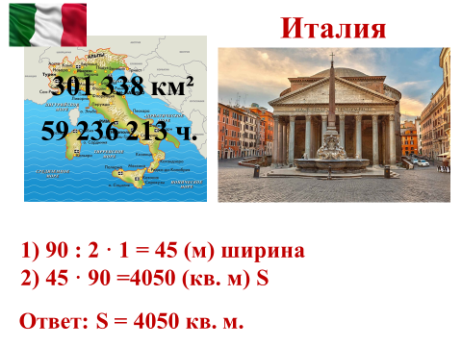 Италия
301 338 км²
59 236 213 ч.
1) 90 : 2 · 1 = 45 (м) ширина
2) 45 · 90 =4050 (кв. м) S
Ответ: S = 4050 кв. м.